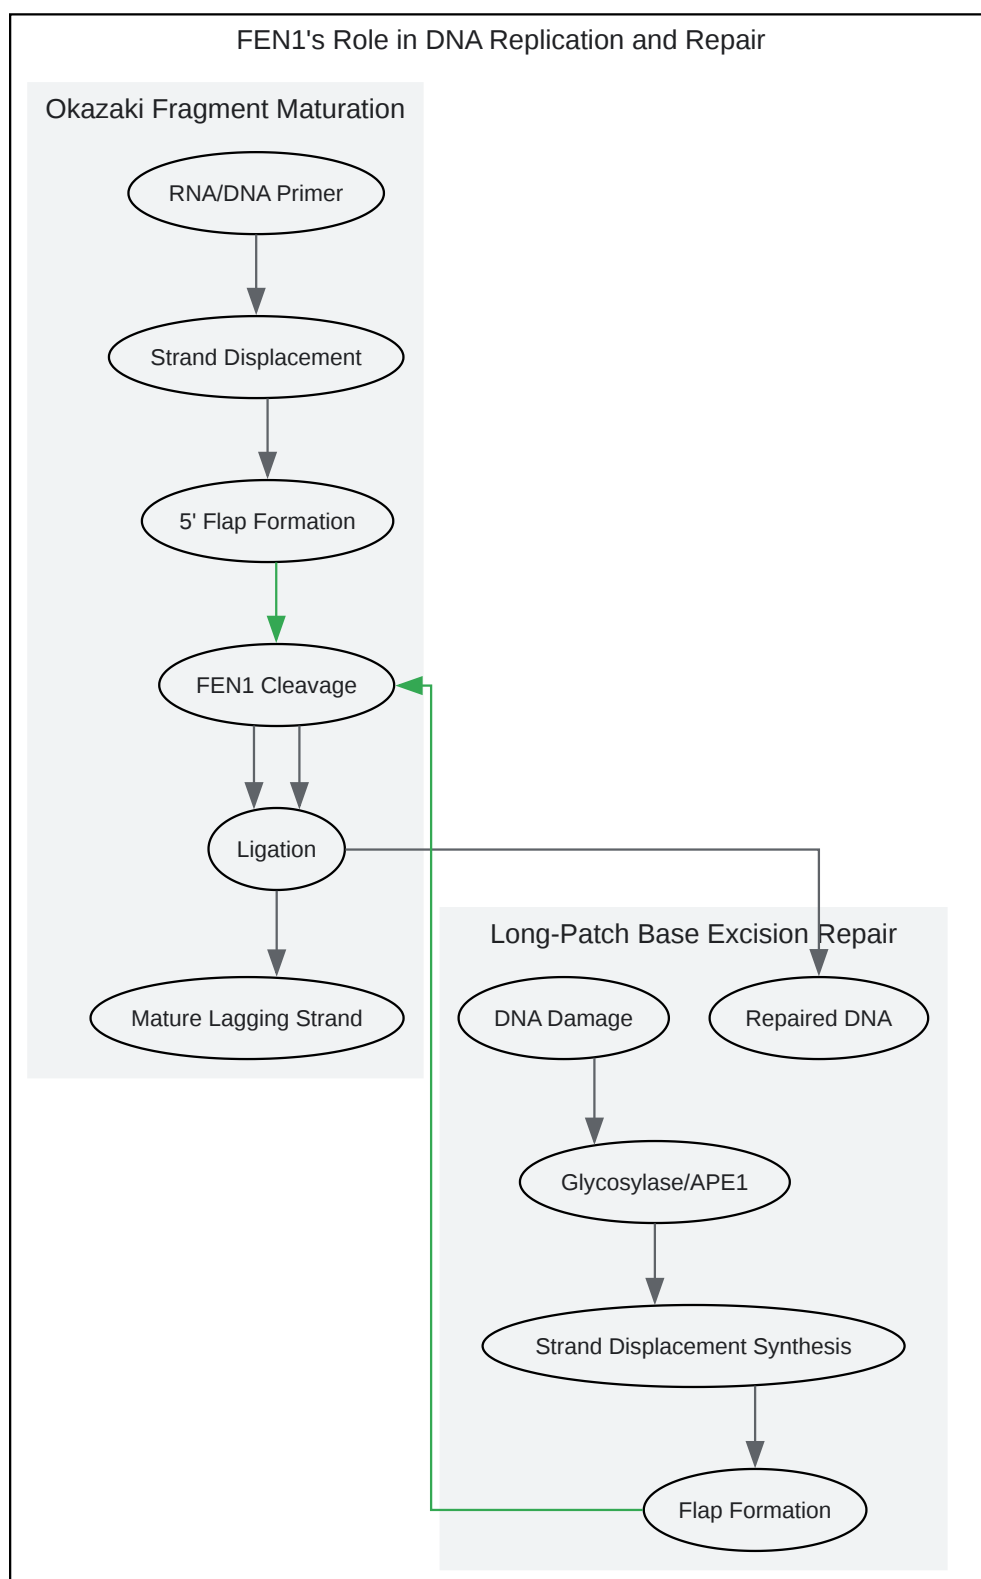 FEN1's Role in DNA Replication and Repair
Okazaki Fragment Maturation
RNA/DNA Primer
Strand Displacement
5' Flap Formation
FEN1 Cleavage
Ligation
Mature Lagging Strand
Long-Patch Base Excision Repair
DNA Damage
Repaired DNA
Glycosylase/APE1
Strand Displacement Synthesis
Flap Formation